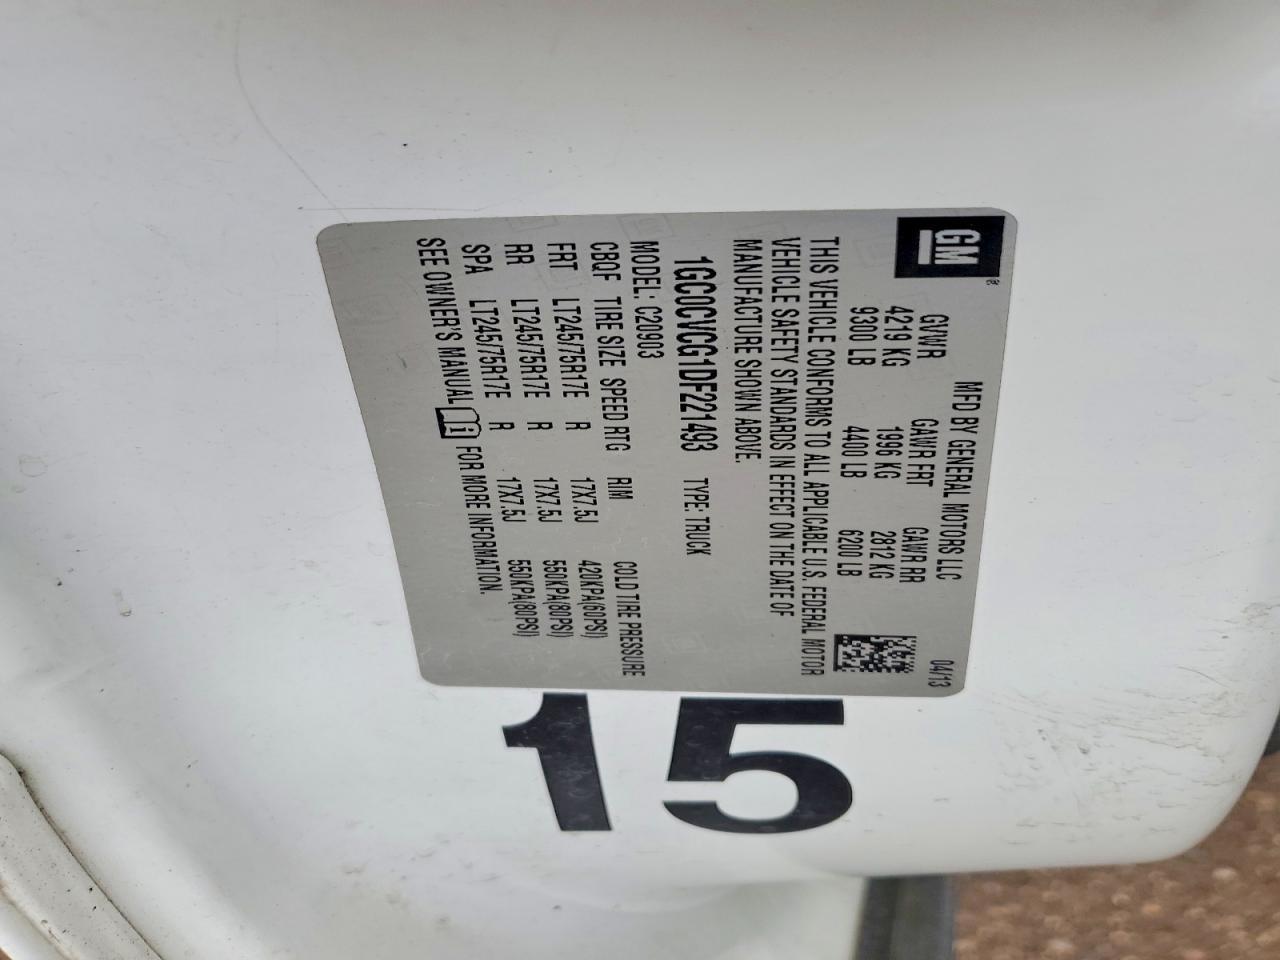 GM
MFD BY GENERAL MOTORS LLC 04/13
GVWR GAWR FRT GAWR RR
4219 KG 1996 KG 2812 KG
9300 LB 4400 LB 6200 LB
THIS VEHICLE CONFORMS TO ALL APPLICABLE U.S. FEDERAL MOTOR
VEHICLE SAFETY STANDARDS IN EFFECT ON THE DATE OF
MANUFACTURE SHOWN ABOVE.
1GC0CVCG1DF221493 TYPE: TRUCK
MODEL: C20903
CBQF TIRE SIZE SPEED RTG RIM COLD TIRE PRESSURE
FRT LT245/75R17E R 17X7.5J 420KPA(60PSI)
RR LT245/75R17E R 17X7.5J 550KPA(80PSI)
SPA LT245/75R17E R 17X7.5J 550KPA(80PSI)
SEE OWNER'S MANUAL FOR MORE INFORMATION.
15